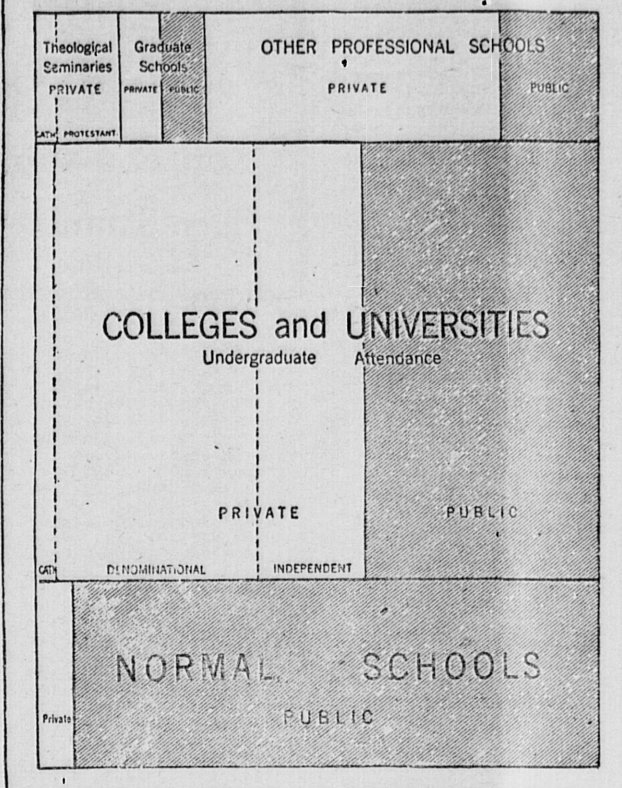 Theological
Seminaries
PRIVATE
CATH PROTESTANT
Graduate
Schools
PRIVATE PUBLIC
OTHER PROFESSIONAL SCHOOLS
PRIVATE PUBLIC
COLLEGES and UNIVERSITIES
Undergraduate Attendance
PRIVATE PUBLIC
CATH DENOMINATIONAL INDEPENDENT
NORMAL SCHOOLS
Private PUBLIC